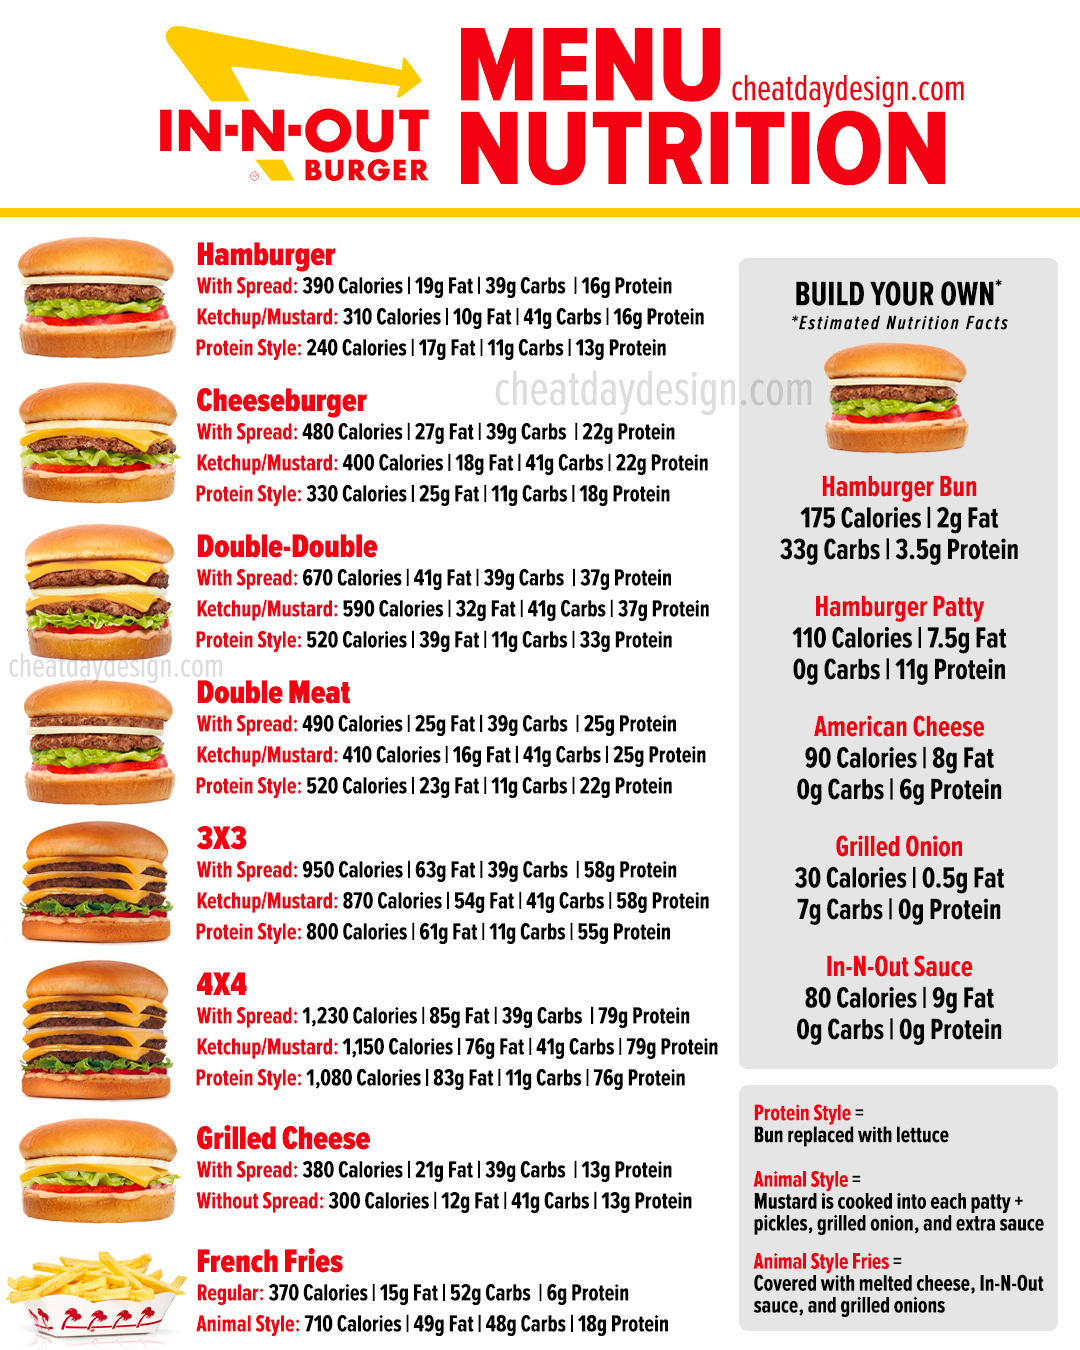 IN-N-OUT
BURGER
®
MENU
cheatdaydesign.com
NUTRITION
Hamburger
With Spread: 390 Calories | 19g Fat | 39g Carbs | 16g Protein
Ketchup/Mustard: 310 Calories | 10g Fat | 41g Carbs | 16g Protein
Protein Style: 240 Calories | 17g Fat | 11g Carbs | 13g Protein
cheatdaydesign.com
Cheeseburger
With Spread: 480 Calories | 27g Fat | 39g Carbs | 22g Protein
Ketchup/Mustard: 400 Calories | 18g Fat | 41g Carbs | 22g Protein
Protein Style: 330 Calories | 25g Fat | 11g Carbs | 18g Protein
Double-Double
With Spread: 670 Calories | 41g Fat | 39g Carbs | 37g Protein
Ketchup/Mustard: 590 Calories | 32g Fat | 41g Carbs | 37g Protein
Protein Style: 520 Calories | 39g Fat | 11g Carbs | 33g Protein
cheatdaydesign.com
Double Meat
With Spread: 490 Calories | 25g Fat | 39g Carbs | 25g Protein
Ketchup/Mustard: 410 Calories | 16g Fat | 41g Carbs | 25g Protein
Protein Style: 520 Calories | 23g Fat | 11g Carbs | 22g Protein
3X3
With Spread: 950 Calories | 63g Fat | 39g Carbs | 58g Protein
Ketchup/Mustard: 870 Calories | 54g Fat | 41g Carbs | 58g Protein
Protein Style: 800 Calories | 61g Fat | 11g Carbs | 55g Protein
4X4
With Spread: 1,230 Calories | 85g Fat | 39g Carbs | 79g Protein
Ketchup/Mustard: 1,150 Calories | 76g Fat | 41g Carbs | 79g Protein
Protein Style: 1,080 Calories | 83g Fat | 11g Carbs | 76g Protein
Grilled Cheese
With Spread: 380 Calories | 21g Fat | 39g Carbs | 13g Protein
Without Spread: 300 Calories | 12g Fat | 41g Carbs | 13g Protein
French Fries
Regular: 370 Calories | 15g Fat | 52g Carbs | 6g Protein
Animal Style: 710 Calories | 49g Fat | 48g Carbs | 18g Protein
BUILD YOUR OWN*
*Estimated Nutrition Facts
Hamburger Bun
175 Calories | 2g Fat
33g Carbs | 3.5g Protein
Hamburger Patty
110 Calories | 7.5g Fat
0g Carbs | 11g Protein
American Cheese
90 Calories | 8g Fat
0g Carbs | 6g Protein
Grilled Onion
30 Calories | 0.5g Fat
7g Carbs | 0g Protein
In-N-Out Sauce
80 Calories | 9g Fat
0g Carbs | 0g Protein
Protein Style =
Bun replaced with lettuce
Animal Style =
Mustard is cooked into each patty +
pickles, grilled onion, and extra sauce
Animal Style Fries =
Covered with melted cheese, In-N-Out
sauce, and grilled onions